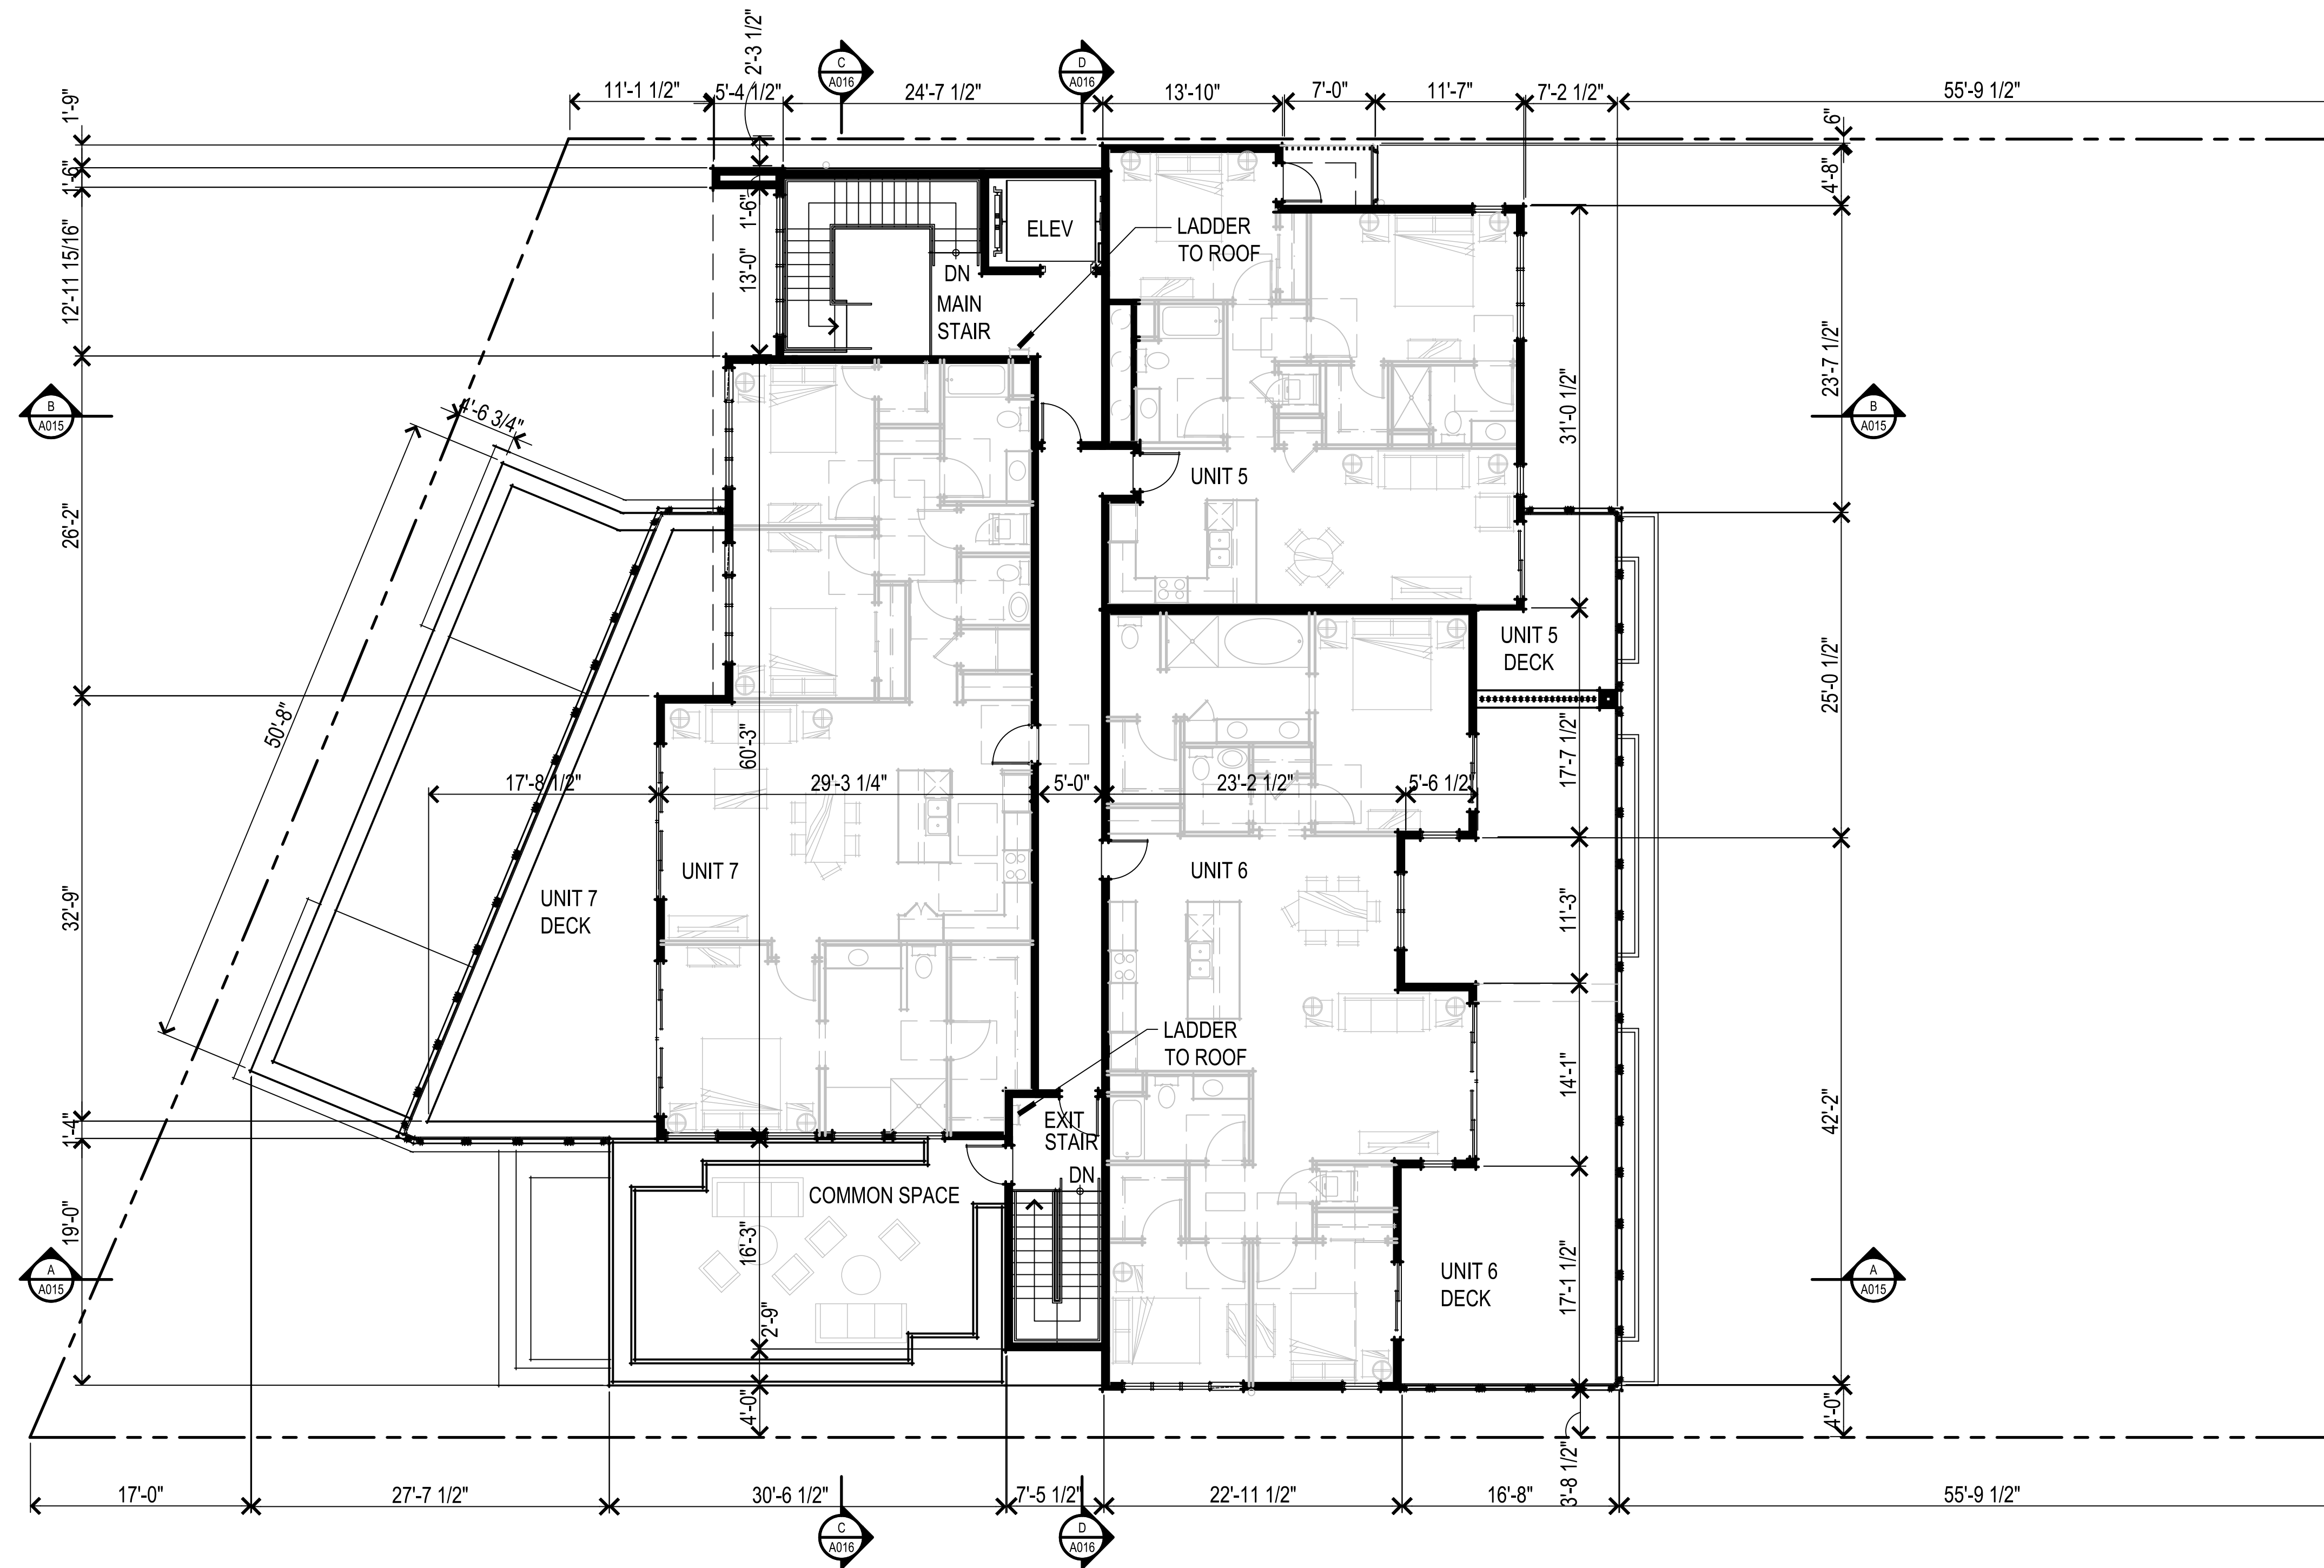 2'-3 1/2"
C
A016
D
A016
11'-1 1/2"
5'-4 1/2"
24'-7 1/2"
13'-10"
7'-0"
11'-7"
7'-2 1/2"
55'-9 1/2"
1'-9"
6"
1'-6"
4'-8"
12'-11 15/16"
1'-6"
13'-0"
ELEV
LADDER
TO ROOF
DN
MAIN
STAIR
23'-7 1/2"
31'-0 1/2"
B
A015
B
A015
4'-6 3/4"
UNIT 5
26'-2"
UNIT 5
DECK
25'-0 1/2"
50'-8"
60'-3"
17'-7 1/2"
17'-8 1/2"
29'-3 1/4"
5'-0"
23'-2 1/2"
5'-6 1/2"
UNIT 7
UNIT 6
UNIT 7
DECK
32'-9"
11'-3"
LADDER
TO ROOF
14'-1"
EXIT
STAIR
42'-2"
1'-4"
DN
COMMON SPACE
19'-0"
16'-3"
A
A015
UNIT 6
DECK
17'-1 1/2"
A
A015
2'-9"
4'-0"
4'-0"
3'-8 1/2"
17'-0"
27'-7 1/2"
30'-6 1/2"
7'-5 1/2"
22'-11 1/2"
16'-8"
55'-9 1/2"
C
A016
D
A016